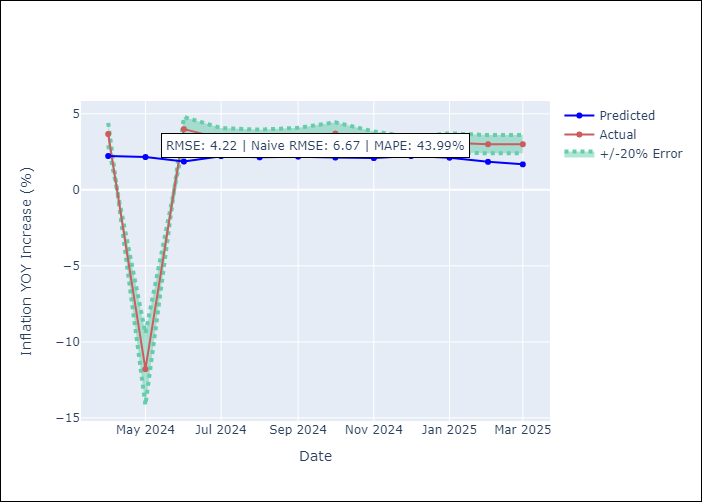 Predicted
Actual
+/-20% Error
RMSE: 4.22 | Naive RMSE: 6.67 | MAPE: 43.99%
5
0
−5
−10
−15
Inflation YOY Increase (%)
May 2024 Jul 2024 Sep 2024 Nov 2024 Jan 2025 Mar 2025
Date